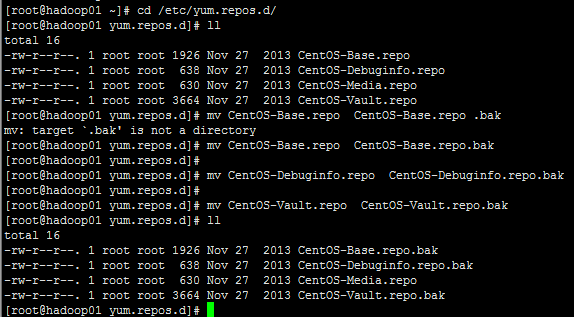 [root@hadoop01 ~]# cd /etc/yum.repos.d/
[root@hadoop01 yum.repos.d]# ll
total 16
-rw-r--r--. 1 root root 1926 Nov 27  2013 CentOS-Base.repo
-rw-r--r--. 1 root root  638 Nov 27  2013 CentOS-Debuginfo.repo
-rw-r--r--. 1 root root  630 Nov 27  2013 CentOS-Media.repo
-rw-r--r--. 1 root root 3664 Nov 27  2013 CentOS-Vault.repo
[root@hadoop01 yum.repos.d]# mv CentOS-Base.repo  CentOS-Base.repo .bak
mv: target `.bak' is not a directory
[root@hadoop01 yum.repos.d]# mv CentOS-Base.repo  CentOS-Base.repo.bak
[root@hadoop01 yum.repos.d]#
[root@hadoop01 yum.repos.d]# mv CentOS-Debuginfo.repo  CentOS-Debuginfo.repo.bak
[root@hadoop01 yum.repos.d]#
[root@hadoop01 yum.repos.d]# mv CentOS-Vault.repo  CentOS-Vault.repo.bak
[root@hadoop01 yum.repos.d]# ll
total 16
-rw-r--r--. 1 root root 1926 Nov 27  2013 CentOS-Base.repo.bak
-rw-r--r--. 1 root root  638 Nov 27  2013 CentOS-Debuginfo.repo.bak
-rw-r--r--. 1 root root  630 Nov 27  2013 CentOS-Media.repo
-rw-r--r--. 1 root root 3664 Nov 27  2013 CentOS-Vault.repo.bak
[root@hadoop01 yum.repos.d]#